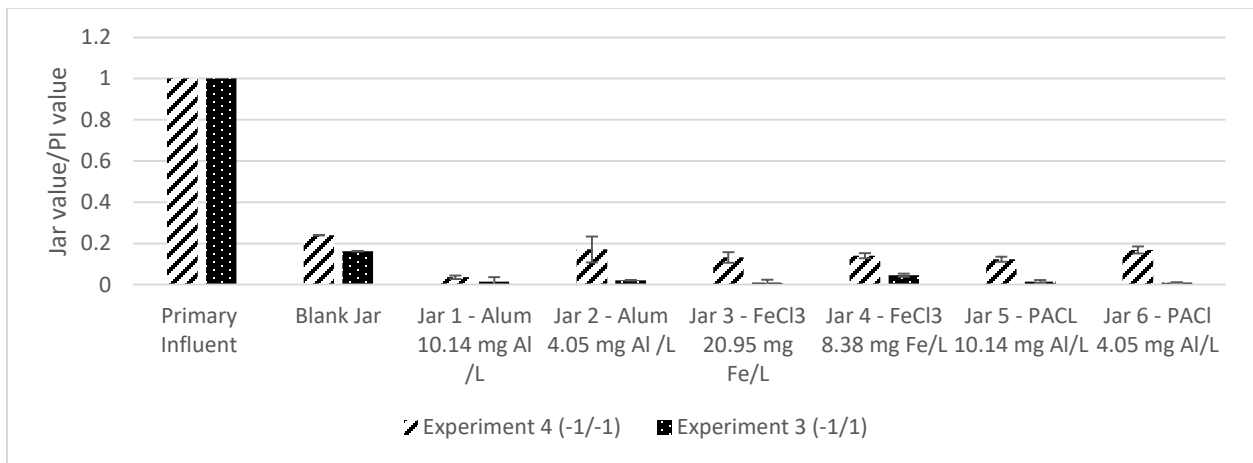 1.2
1
0.8
0.6
0.4
0.2
0
Jar value/PI value
Primary
Influent
Blank Jar
Jar 1 - Alum
10.14 mg Al
/L
Jar 2 - Alum
4.05 mg Al /L
Jar 3 - FeCl3
20.95 mg
Fe/L
Jar 4 - FeCl3
8.38 mg Fe/L
Jar 5 - PACL
10.14 mg Al/L
Jar 6 - PACl
4.05 mg Al/L
Experiment 4 (-1/-1)
Experiment 3 (-1/1)